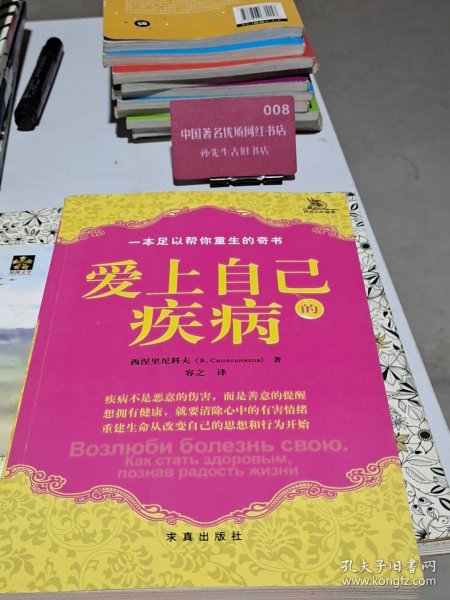 008
中国著名优质网红书店
孙先生古旧书店
一本足以帮你重生的奇书
爱上自己的
疾病
西涅里尼科夫(В.Синельников) 著
容之 译
疾病不是恶意的伤害，而是善意的提醒
想拥有健康，就要清除心中的有害情绪
重建生命从改变自己的思想和行为开始
Возлюби болезнь свою.
Как стать здоровым,
познав радость жизни
求真出版社
孔夫子旧书网
www.kongfz.com